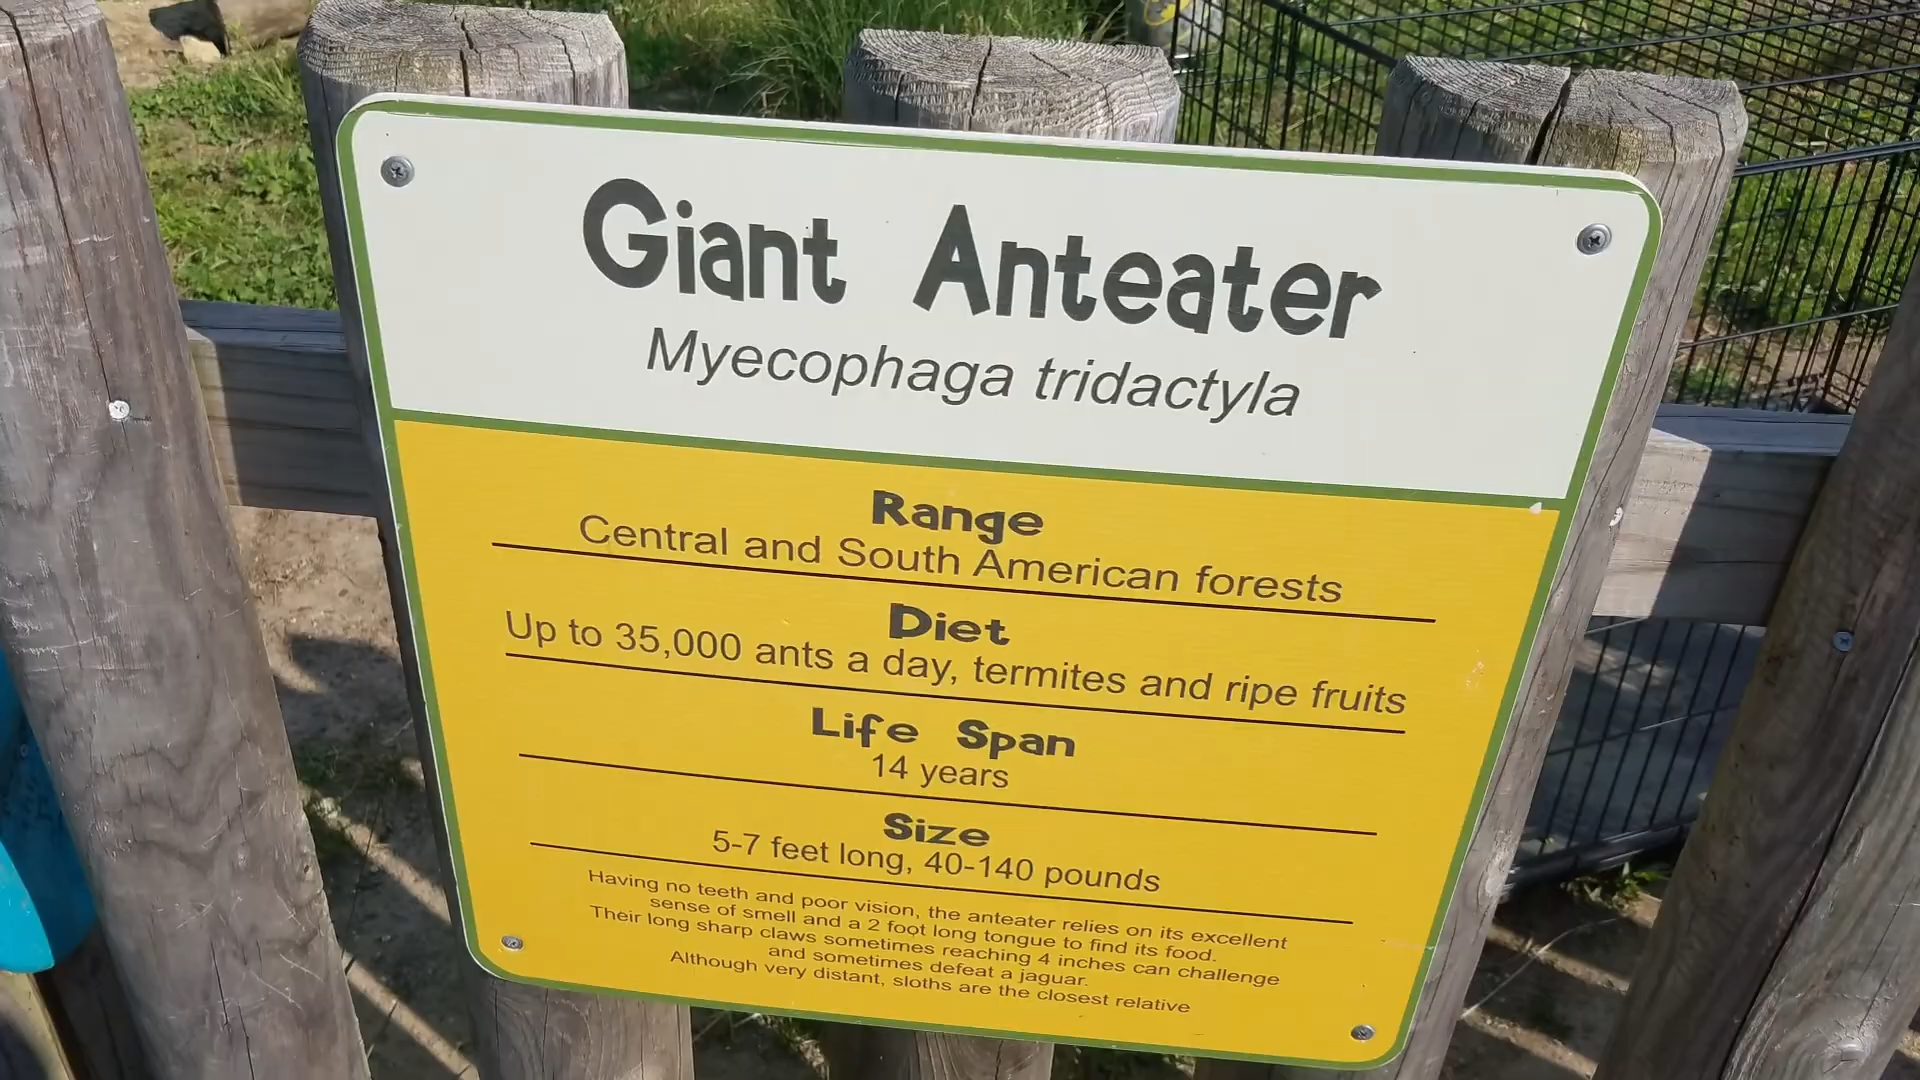 Giant Anteater
Myecophaga tridactyla
Range
Central and South American forests
Diet
Up to 35,000 ants a day, termites and ripe fruits
Life Span
14 years
Size
5-7 feet long, 40-140 pounds
Having no teeth and poor vision, the anteater relies on its excellent
sense of smell and a 2 foot long tongue to find its food.
Their long sharp claws sometimes reaching 4 inches can challenge
and sometimes defeat a jaguar.
Although very distant, sloths are the closest relative